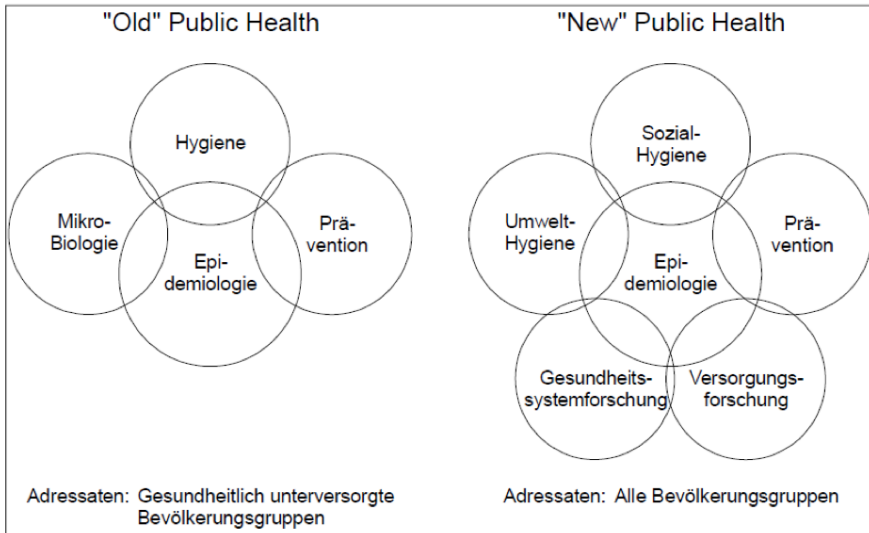 "Old" Public Health
Hygiene
Mikro-
Biologie
Prä-
vention
Epi-
demiologie
Adressaten: Gesundheitlich unterversorgte
Bevölkerungsgruppen
"New" Public Health
Sozial-
Hygiene
Umwelt-
Hygiene
Prä-
vention
Epi-
demiologie
Gesundheits-
systemforschung
Versorgungs-
forschung
Adressaten: Alle Bevölkerungsgruppen